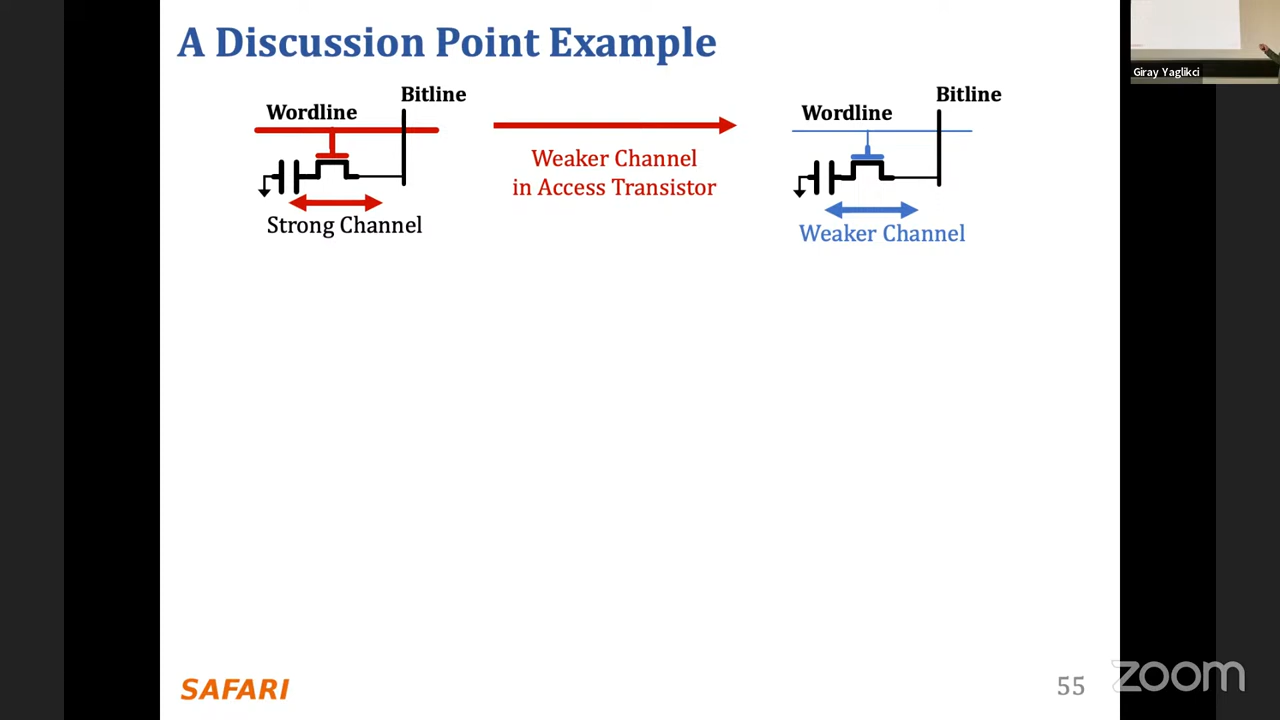 A Discussion Point Example
Giray Yaglikci
Bitline
Wordline
Strong Channel
Weaker Channel
in Access Transistor
Bitline
Wordline
Weaker Channel
SAFARI
55
zoom